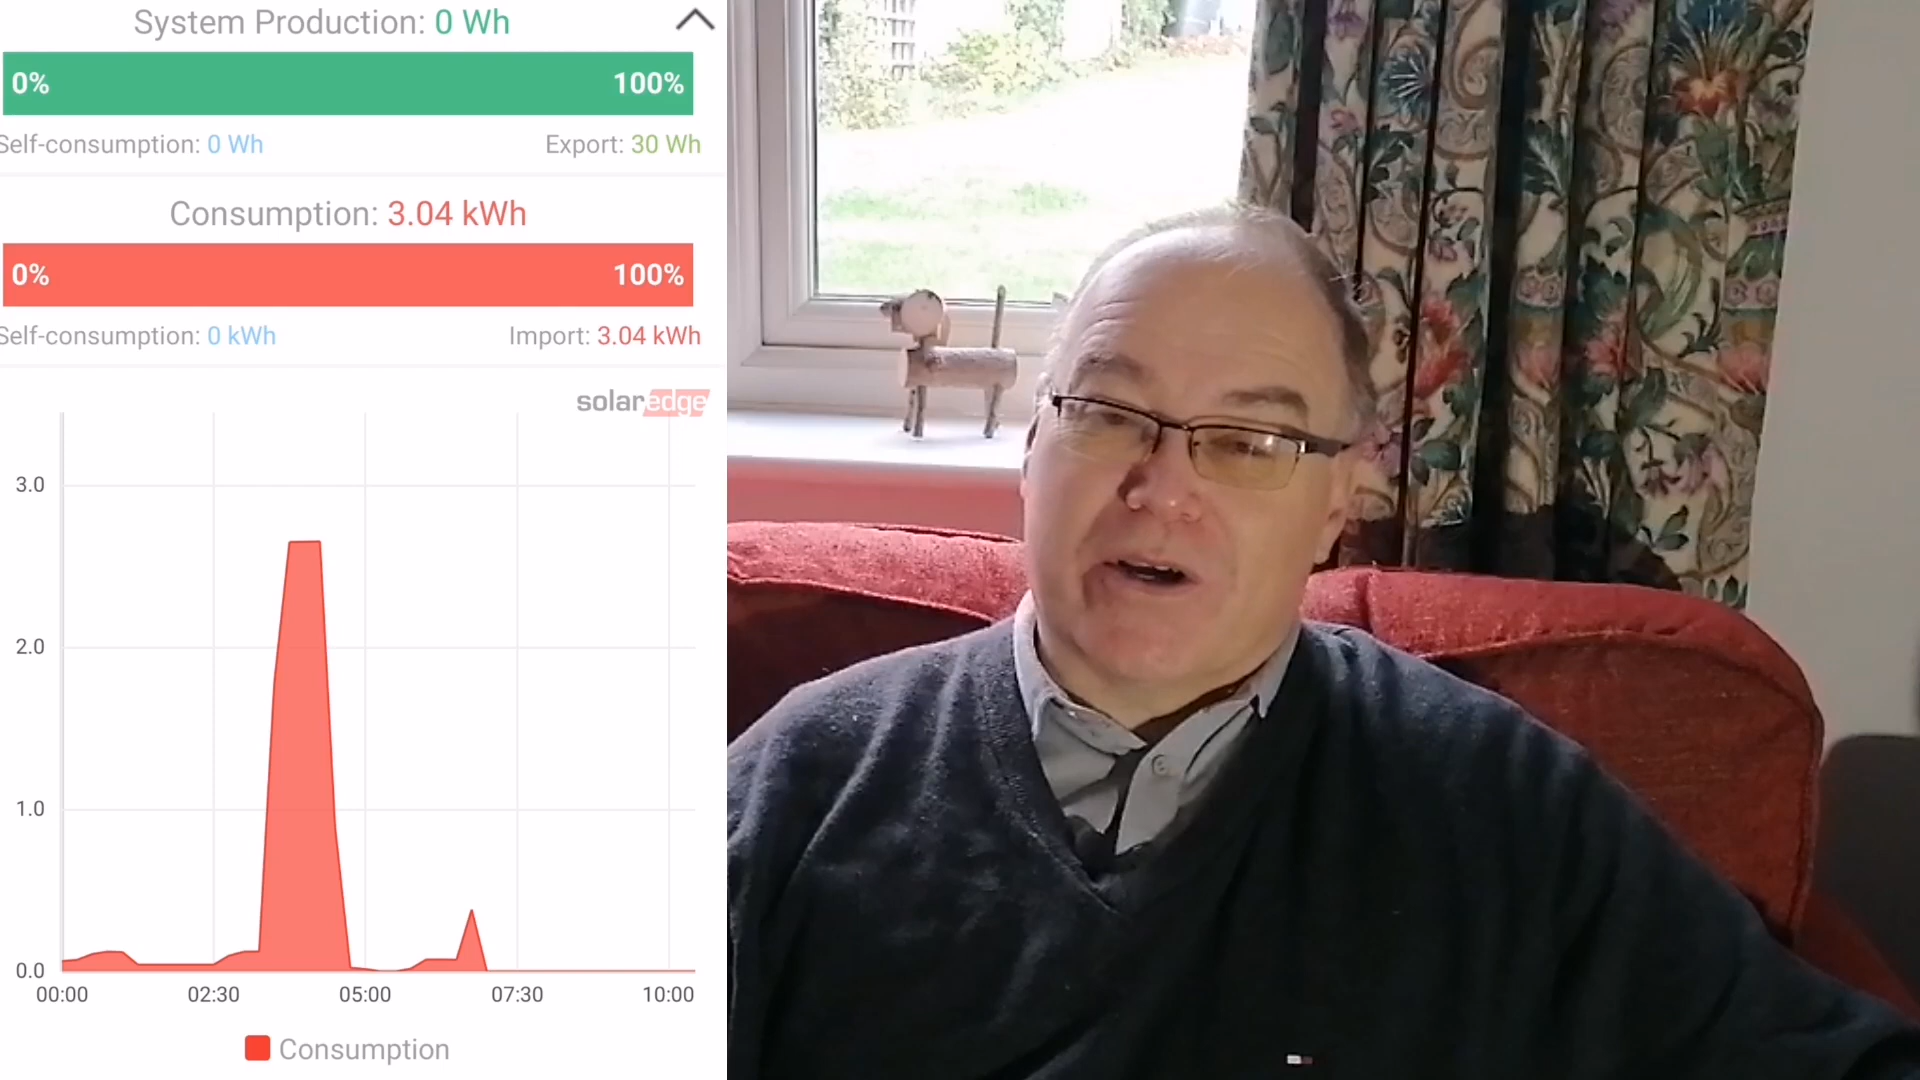 System Production: 0 Wh
0% 100%
Self-consumption: 0 Wh Export: 30 Wh
Consumption: 3.04 kWh
0% 100%
Self-consumption: 0 kWh Import: 3.04 kWh
solaredge
3.0
2.0
1.0
0.0
00:00 02:30 05:00 07:30 10:00
Consumption